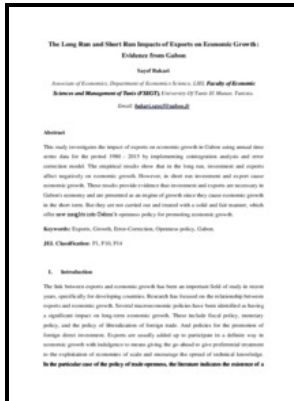 The Long Run and Short Run Impacts of Exports on Economic Growth:
Evidence from Gabon
Sayef Bakari
Associate of Economics, Department of Economics Science, LIEI, Faculty of Economic
Sciences and Management of Tunis (FSEGT), University Of Tunis El Manar, Tunisia.
Email: bakari.sayef@yahoo.fr
Abstract
This study investigates the impact of exports on economic growth in Gabon using annual time
series data for the period 1980 – 2015 by implementing cointegration analysis and error
correction model. The empirical results show that in the long run, investment and exports
affect negatively on economic growth. However, in short run investment and export cause
economic growth. These results provide evidence that investment and exports are necessary in
Gabon's economy and are presented as an engine of growth since they cause economic growth
in the short term. But they are not carried out and treated with a solid and fair manner, which
offer new insights into Gabon's openness policy for promoting economic growth.
Keywords: Exports, Growth, Error-Correction, Openness policy, Gabon.
JEL Classification: F1, F10, F14
1. Introduction
The link between exports and economic growth has been an important field of study in recent
years, specifically for developing countries. Research has focused on the relationship between
exports and economic growth. Several macroeconomic policies have been identified as having
a significant impact on long-term economic growth. These include fiscal policy, monetary
policy, and the policy of liberalization of foreign trade. And policies for the promotion of
foreign direct investment. Exports are usually added up to participate in a definite way in
economic growth with indulgence to means giving the go-ahead to give preferential treatment
to the exploitation of economies of scale and encourage the spread of technical knowledge.
In the particular case of the policy of trade openness, the literature indicates the existence of a